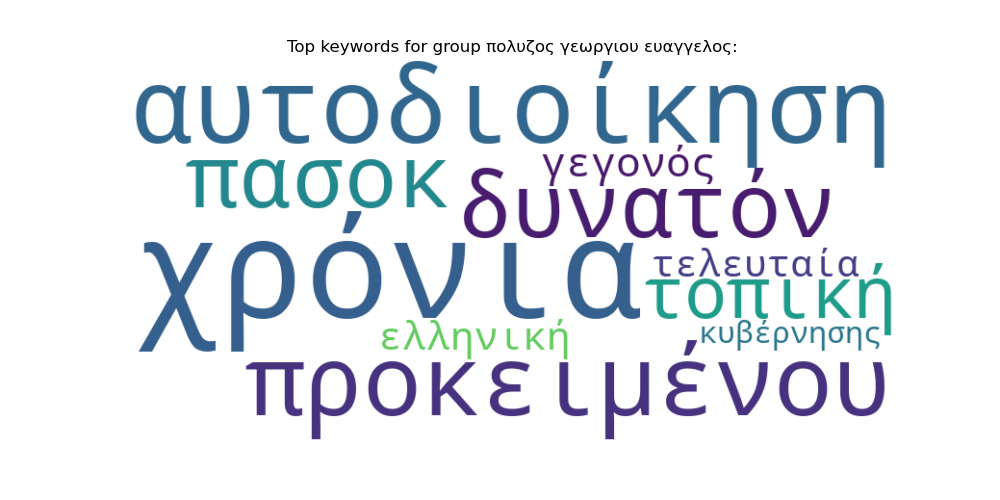 Top keywords for group πολυζος γεωργιου ευαγγελος:
αυτοδιοίκηση
πασοκ
γεγονός
δυνατόν
χρόνια
τελευταία
τοπική
ελληνική
κυβέρνησης
προκειμένου